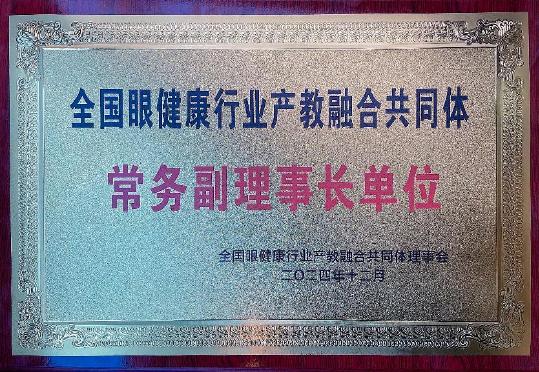 全国眼健康行业产教融合共同体
常务副理事长单位
全国眼健康行业产教融合共同体理事会
二〇二四年十二月